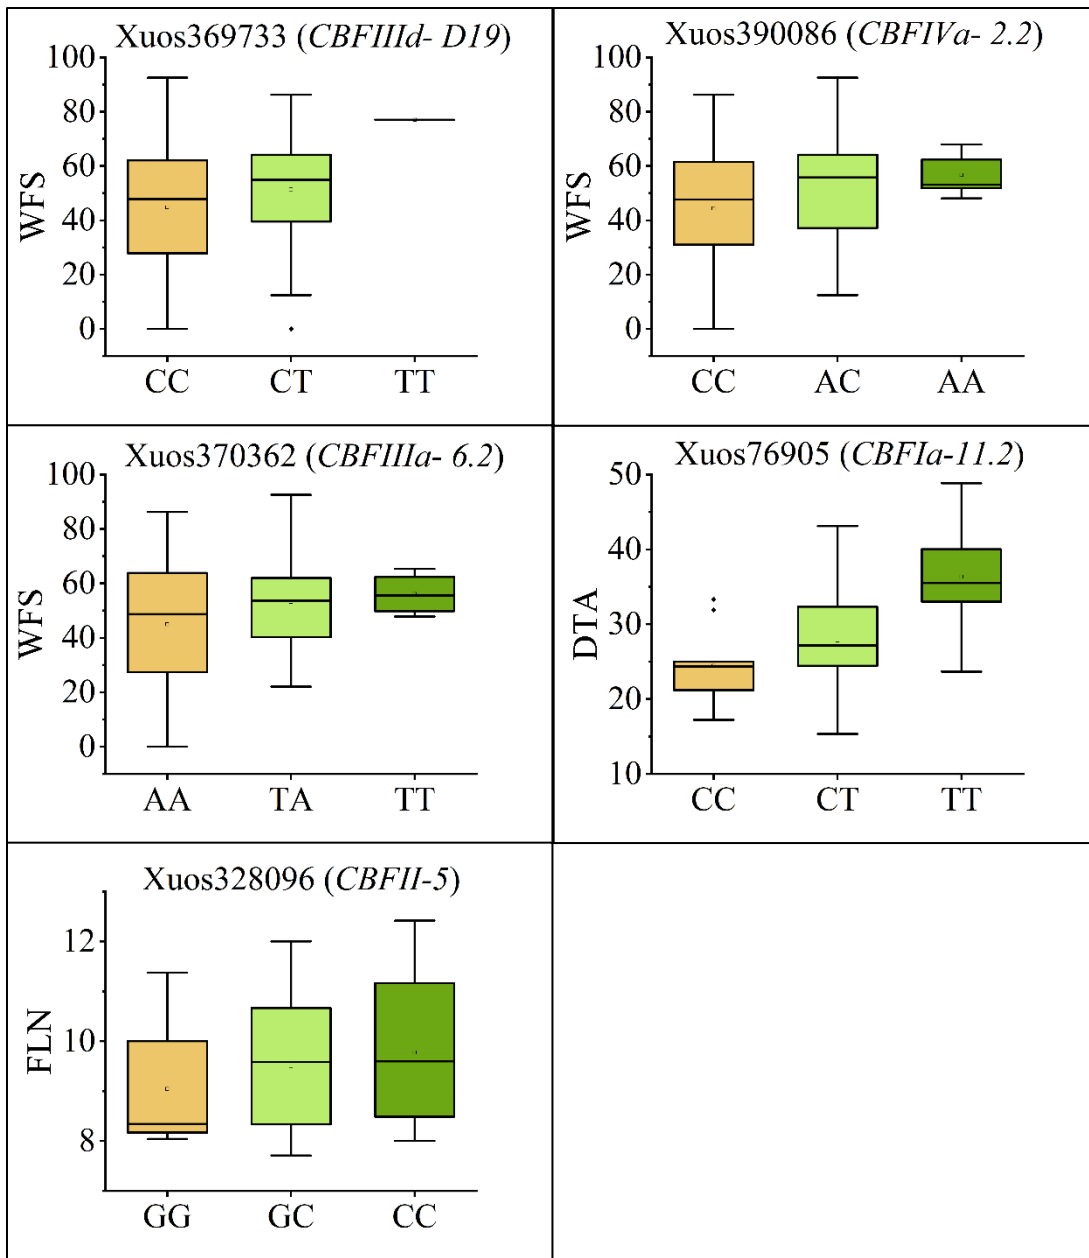 Xuos369733 (CBFIIId- D19)
100
80
60
40
20
0
WFS
CC CT TT
Xuos390086 (CBFIVa- 2.2)
100
80
60
40
20
0
WFS
CC AC AA
Xuos370362 (CBFIIIa- 6.2)
100
80
60
40
20
0
WFS
AA TA TT
Xuos76905 (CBFIa-11.2)
50
40
30
20
10
DTA
CC CT TT
Xuos328096 (CBFII-5)
12
10
8
FLN
GG GC CC